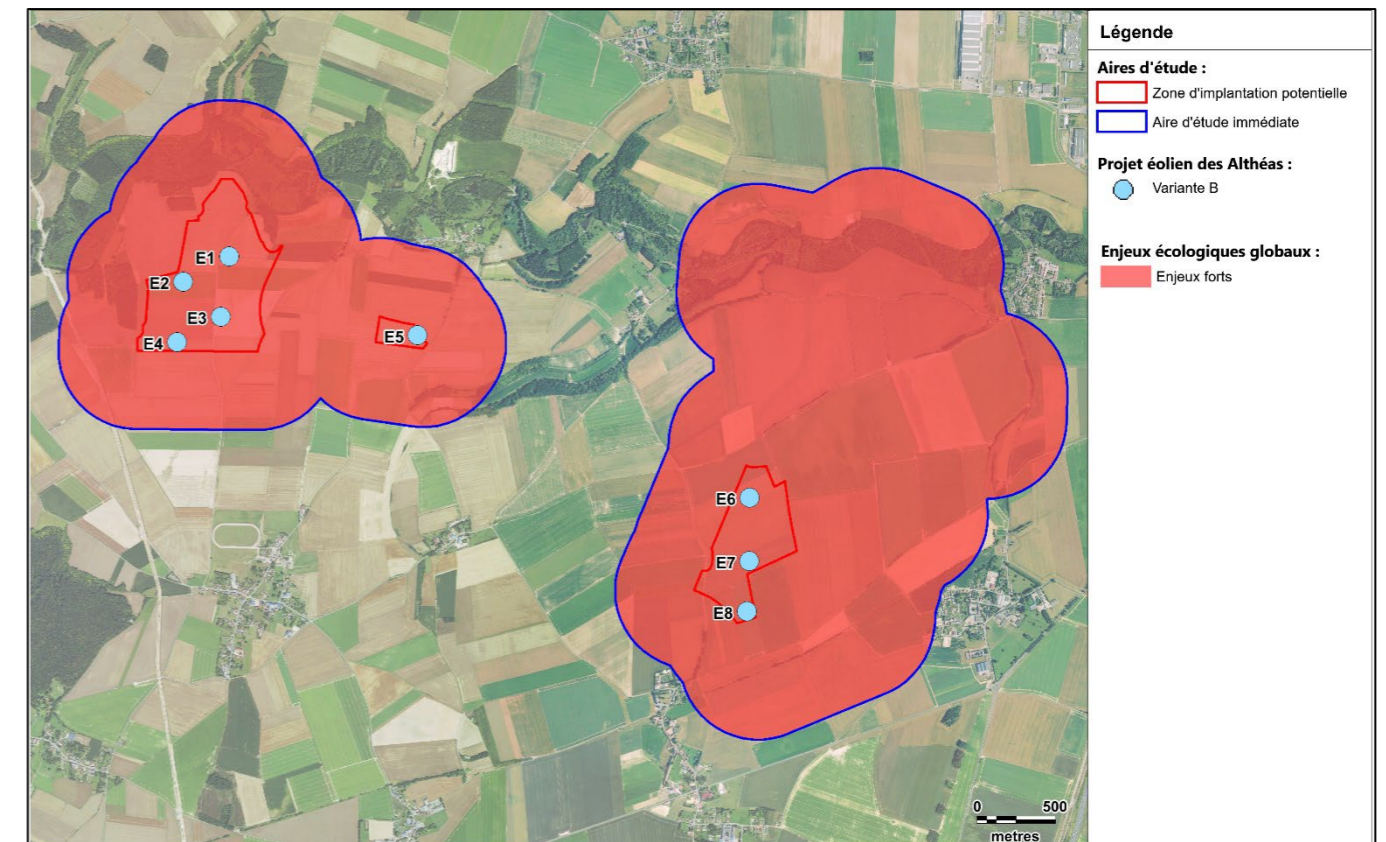 Légende
Aires d'étude :
Zone d'implantation potentielle
Aire d'étude immédiate
Projet éolien des Althéas :
Variante B
Enjeux écologiques globaux :
Enjeux forts
E1
E2
E3
E4
E5
E6
E7
E8
0 500
metres